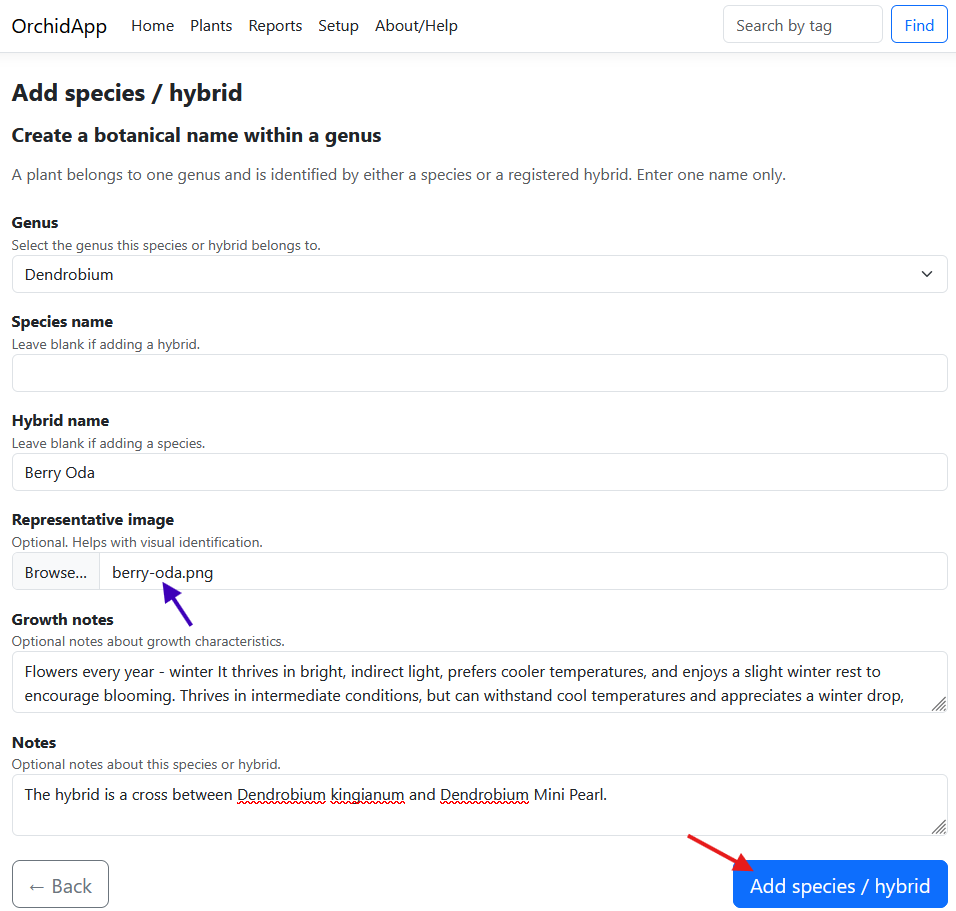 OrchidApp Home Plants Reports Setup About/Help Search by tag Find
Add species / hybrid
Create a botanical name within a genus
A plant belongs to one genus and is identified by either a species or a registered hybrid. Enter one name only.
Genus
Select the genus this species or hybrid belongs to.
Dendrobium
Species name
Leave blank if adding a hybrid.
Hybrid name
Leave blank if adding a species.
Berry Oda
Representative image
Optional. Helps with visual identification.
Browse... berry-oda.png
Growth notes
Optional notes about growth characteristics.
Flowers every year - winter It thrives in bright, indirect light, prefers cooler temperatures, and enjoys a slight winter rest to
encourage blooming. Thrives in intermediate conditions, but can withstand cool temperatures and appreciates a winter drop,
Notes
Optional notes about this species or hybrid.
The hybrid is a cross between Dendrobium kingianum and Dendrobium Mini Pearl.
← Back Add species / hybrid